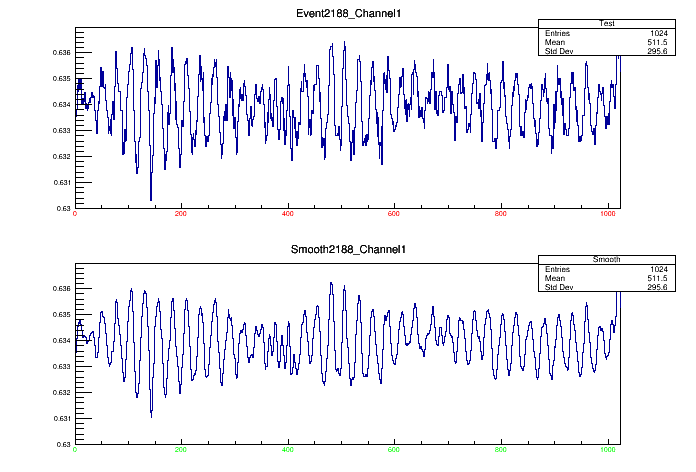 Event2188_Channel1
Test
Entries 1024
Mean 511.5
Std Dev 295.6
0.636
0.635
0.634
0.633
0.632
0.631
0.63
0 200 400 600 800 1000
Smooth2188_Channel1
Smooth
Entries 1024
Mean 511.5
Std Dev 295.6
0.636
0.635
0.634
0.633
0.632
0.631
0.63
0 200 400 600 800 1000